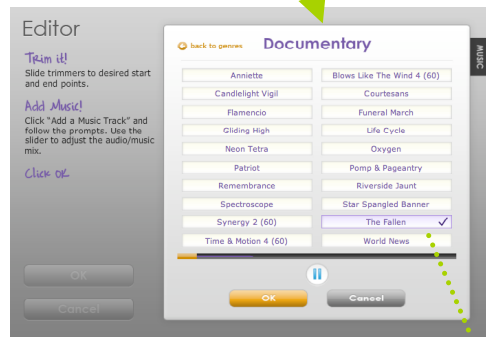 Editor
Trim it!
Slide trimmers to desired start
and end points.
Add Music!
Click "Add a Music Track" and
follow the prompts. Use the
slider to adjust the audio/music
mix.
Click OK
OK
Cancel
back to genres
Documentary
Anniette
Blows Like The Wind 4 (60)
Candlelight Vigil
Courtesans
Flamencio
Funeral March
Gliding High
Life Cycle
Neon Tetra
Oxygen
Patriot
Pomp & Pageantry
Remembrance
Riverside Jaunt
Spectroscope
Star Spangled Banner
Synergy 2 (60)
The Fallen
Time & Motion 4 (60)
World News
OK
Cancel
MUSIC